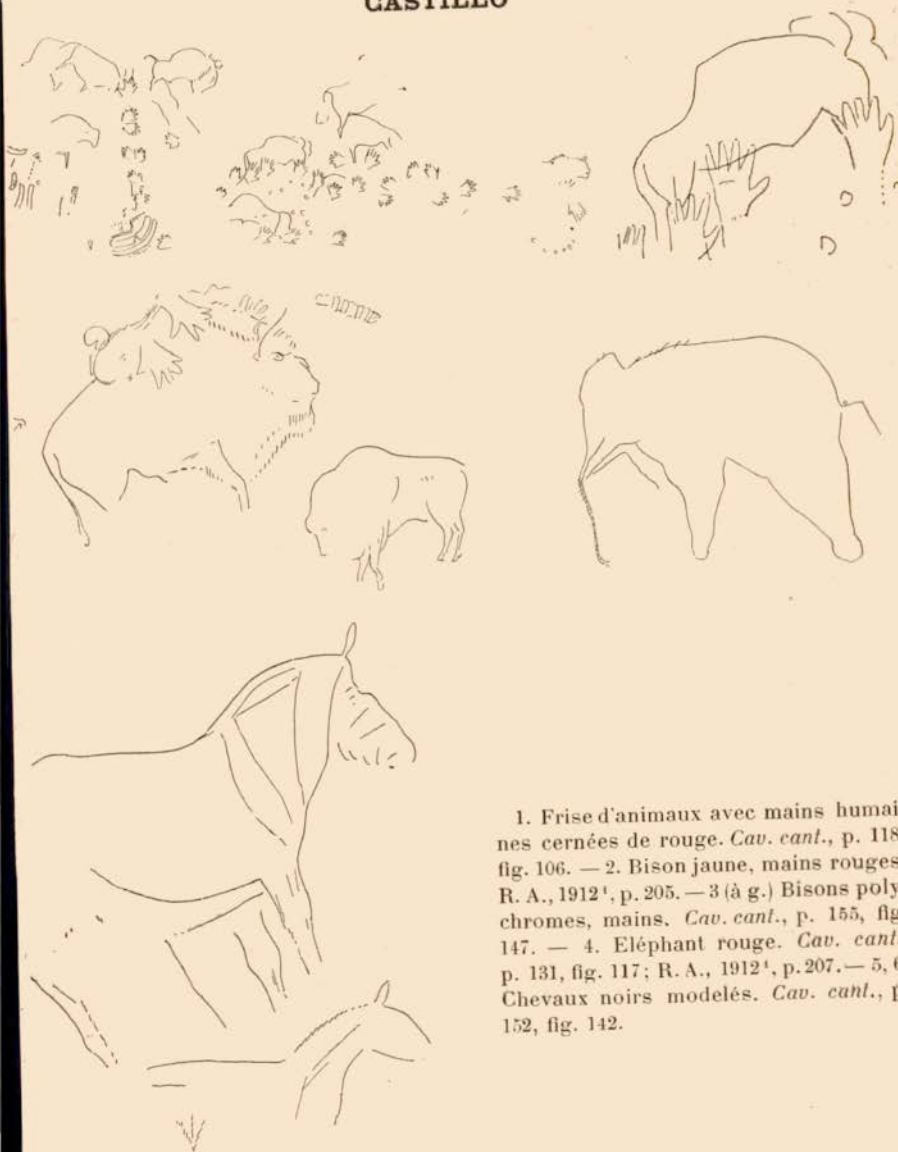 CASTILLO
1. Frise d'animaux avec mains humai
nes cernées de rouge. Cav. cant., p. 118
fig. 106. — 2. Bison jaune, mains rouges
R. A., 1912¹, p. 205. — 3 (à g.) Bisons poly
chromes, mains. Cav. cant., p. 155, fig
147. — 4. Eléphant rouge. Cav. cant.
p. 131, fig. 117; R. A., 1912¹, p. 207. — 5, 6
Chevaux noirs modelés. Cav. cant., p
152, fig. 142.